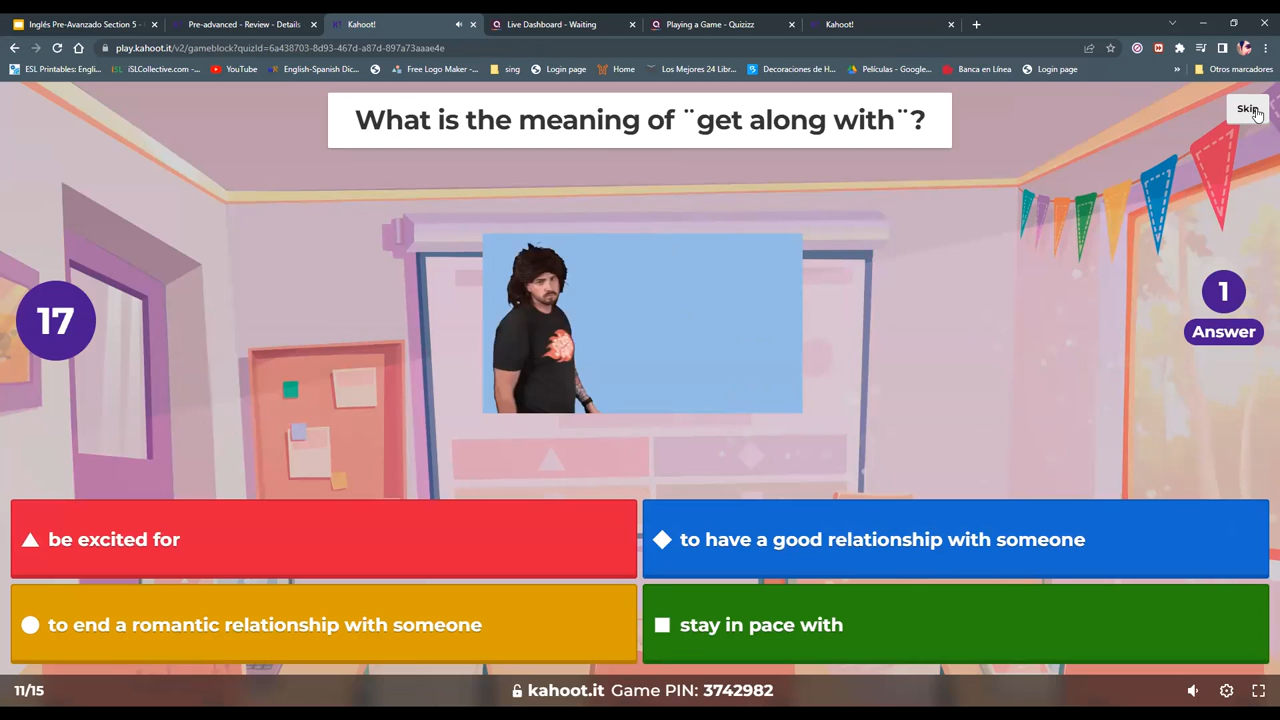 Inglés Pre-Avanzado Section 5 -
Pre-advanced - Review - Details
Kahoot!
Live Dashboard - Waiting
Playing a Game - Quizizz
Kahoot!
play.kahoot.it/v2/gameblock?quizId=6a438703-8d93-467d-a87d-897a73aaae4e
ESL Printables: Engli...
iSLCollective.com -...
YouTube
English-Spanish Dic...
Free Logo Maker -...
sing
Login page
Home
Los Mejores 24 Libr...
Decoraciones de H...
Películas - Google...
Banca en Línea
Login page
»
Otros marcadores
What is the meaning of ¨get along with¨?
Skip
17
1
Answer
be excited for
to have a good relationship with someone
to end a romantic relationship with someone
stay in pace with
11/15
kahoot.it Game PIN: 3742982